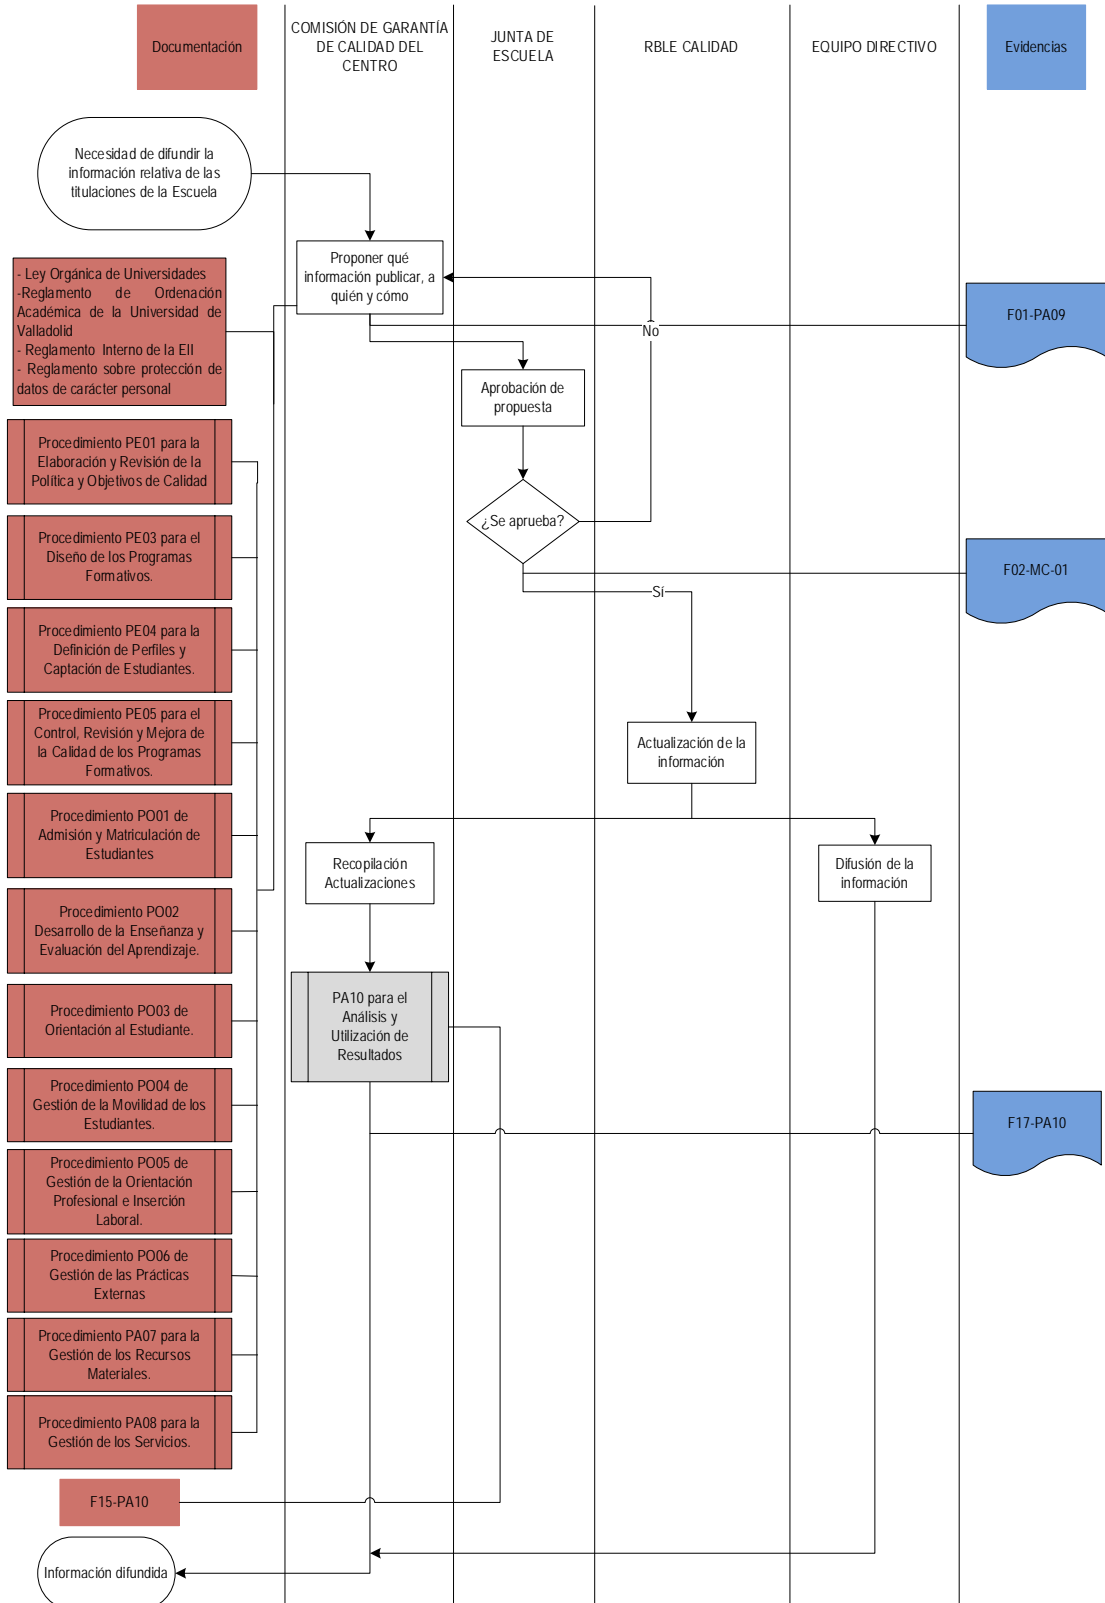 Documentación
COMISIÓN DE GARANTÍA
DE CALIDAD DEL
CENTRO
JUNTA DE
ESCUELA
RBLE CALIDAD
EQUIPO DIRECTIVO
Evidencias
Necesidad de difundir la
información relativa de las
titulaciones de la Escuela
Proponer qué
información publicar, a
quién y cómo
- Ley Orgánica de Universidades
-Reglamento de Ordenación
Académica de la Universidad de
Valladolid
- Reglamento Interno de la EII
- Reglamento sobre protección de
datos de carácter personal
F01-PA09
No
Aprobación de
propuesta
Procedimiento PE01 para la
Elaboración y Revisión de la
Política y Objetivos de Calidad
¿Se aprueba?
Procedimiento PE03 para el
Diseño de los Programas
Formativos.
F02-MC-01
Sí
Procedimiento PE04 para la
Definición de Perfiles y
Captación de Estudiantes.
Procedimiento PE05 para el
Control, Revisión y Mejora de
la Calidad de los Programas
Formativos.
Actualización de la
información
Procedimiento PO01 de
Admisión y Matriculación de
Estudiantes
Recopilación
Actualizaciones
Difusión de la
información
Procedimiento PO02
Desarrollo de la Enseñanza y
Evaluación del Aprendizaje.
PA10 para el
Análisis y
Utilización de
Resultados
Procedimiento PO03 de
Orientación al Estudiante.
Procedimiento PO04 de
Gestión de la Movilidad de los
Estudiantes.
F17-PA10
Procedimiento PO05 de
Gestión de la Orientación
Profesional e Inserción
Laboral.
Procedimiento PO06 de
Gestión de las Prácticas
Externas
Procedimiento PA07 para la
Gestión de los Recursos
Materiales.
Procedimiento PA08 para la
Gestión de los Servicios.
F15-PA10
Información difundida